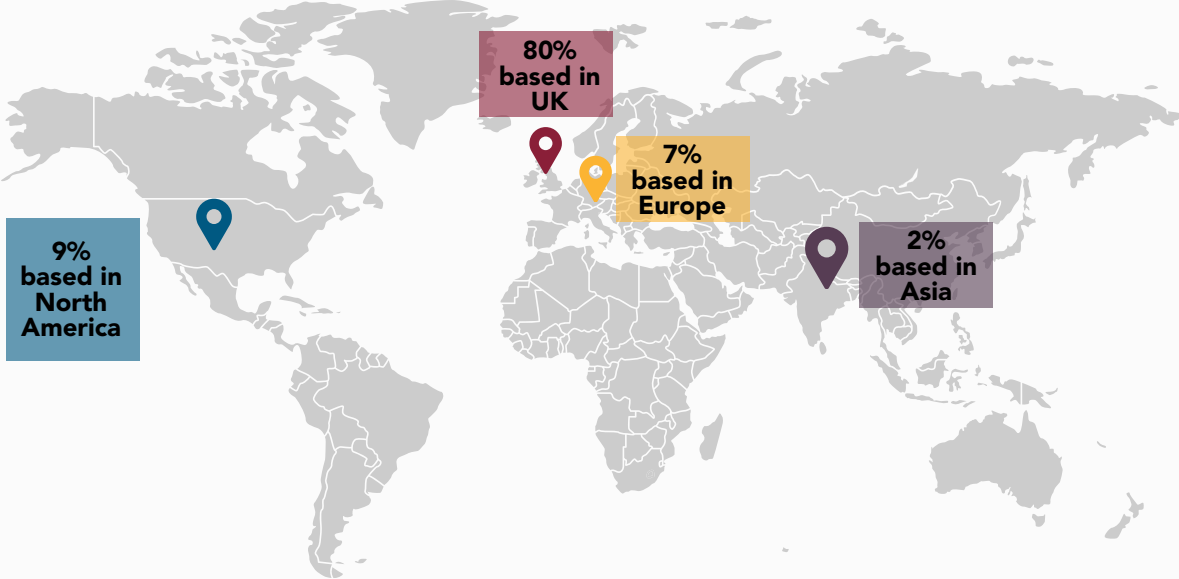 80%
based in
UK
7%
based in
Europe
9%
based in
North
America
2%
based in
Asia